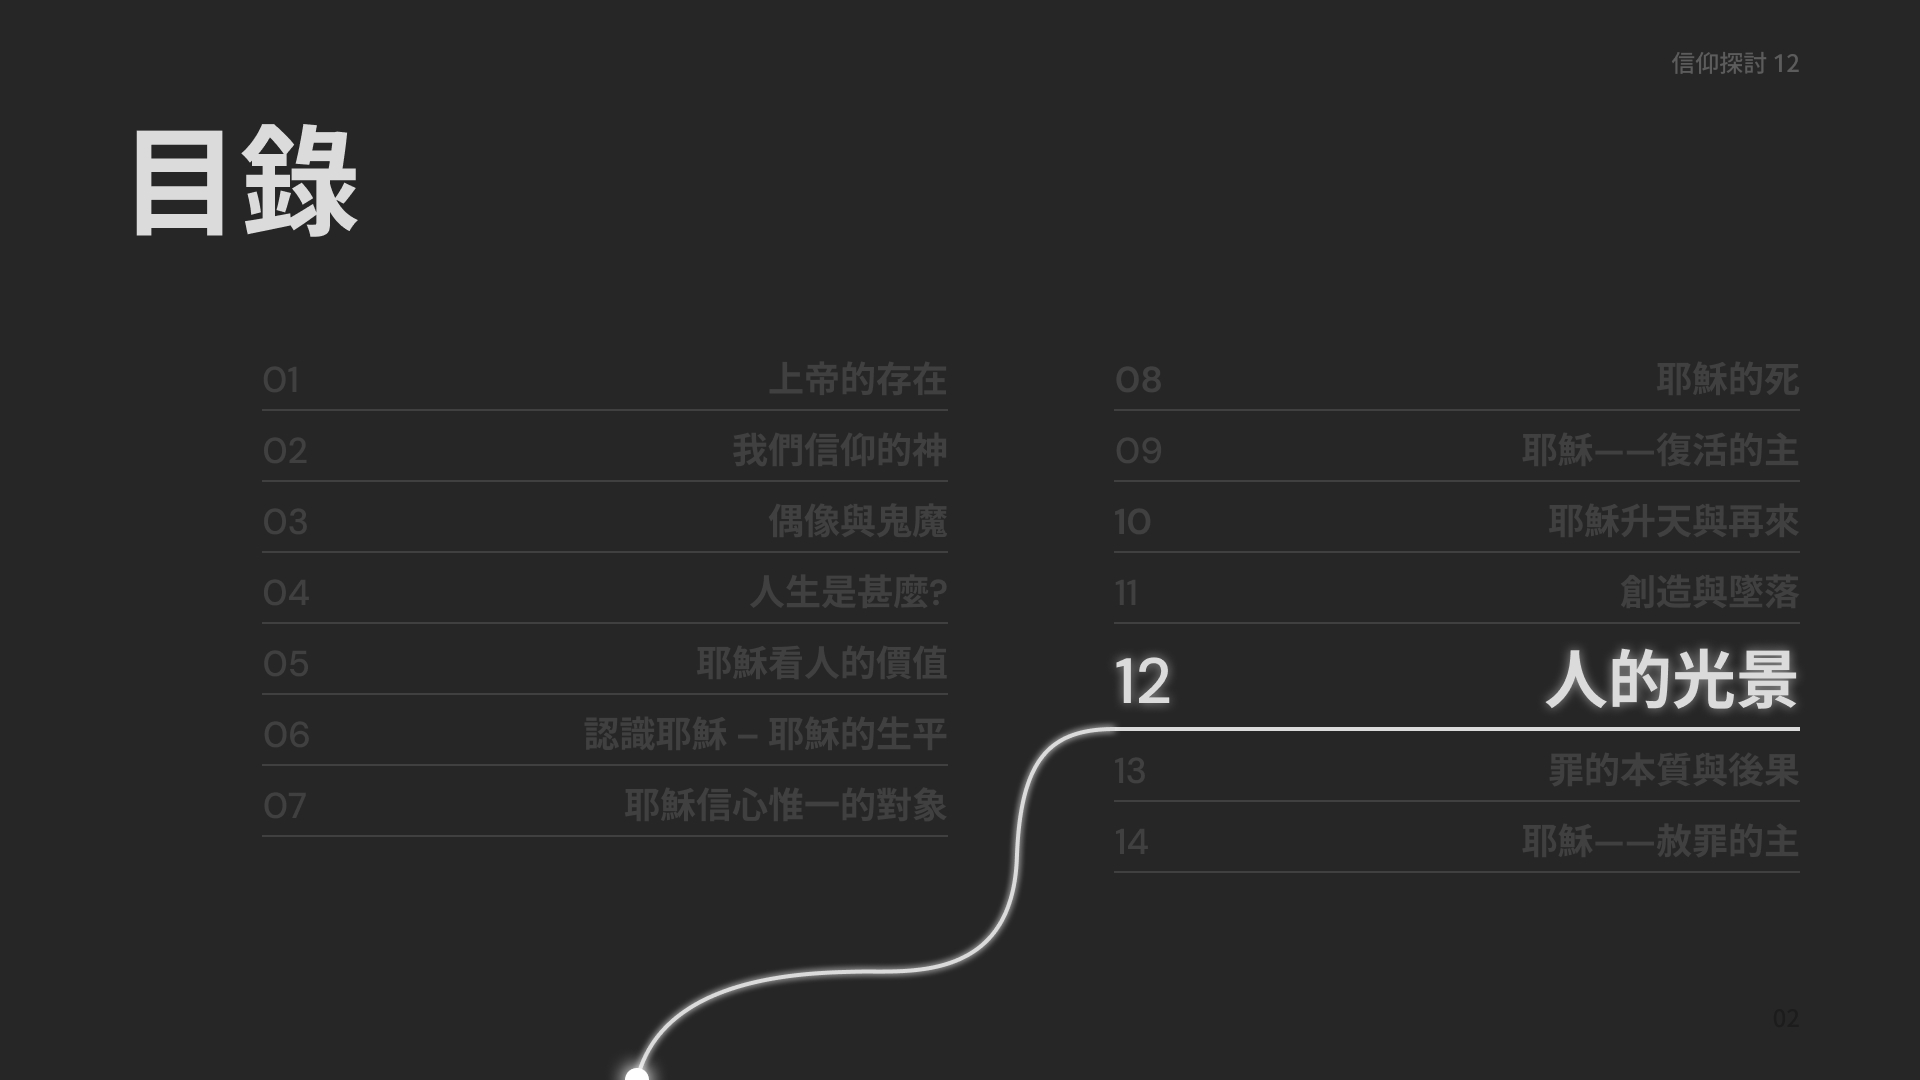 信仰探討 12
目錄
01 上帝的存在
02 我們信仰的神
03 偶像與鬼魔
04 人生是甚麼?
05 耶穌看人的價值
06 認識耶穌 – 耶穌的生平
07 耶穌信心惟一的對象
08 耶穌的死
09 耶穌——復活的主
10 耶穌升天與再來
11 創造與墜落
12 人的光景
13 罪的本質與後果
14 耶穌——赦罪的主
02